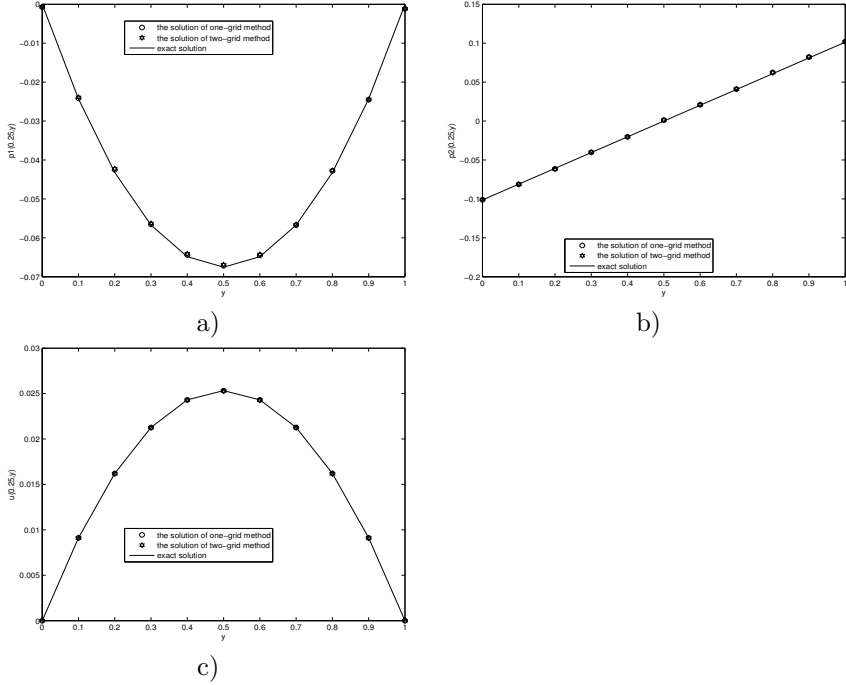 0
−0.01
−0.02
−0.03
−0.04
−0.05
−0.06
−0.07
p1(0.25,y)
0 0.1 0.2 0.3 0.4 0.5 0.6 0.7 0.8 0.9 1
y
the solution of one−grid method
the solution of two−grid method
exact solution
a)
0.15
0.1
0.05
0
−0.05
−0.1
−0.15
−0.2
p2(0.25,y)
0 0.1 0.2 0.3 0.4 0.5 0.6 0.7 0.8 0.9 1
y
the solution of one−grid method
the solution of two−grid method
exact solution
b)
0.03
0.025
0.02
0.015
0.01
0.005
0
u(0.25,y)
0 0.1 0.2 0.3 0.4 0.5 0.6 0.7 0.8 0.9 1
y
the solution of one−grid method
the solution of two−grid method
exact solution
c)